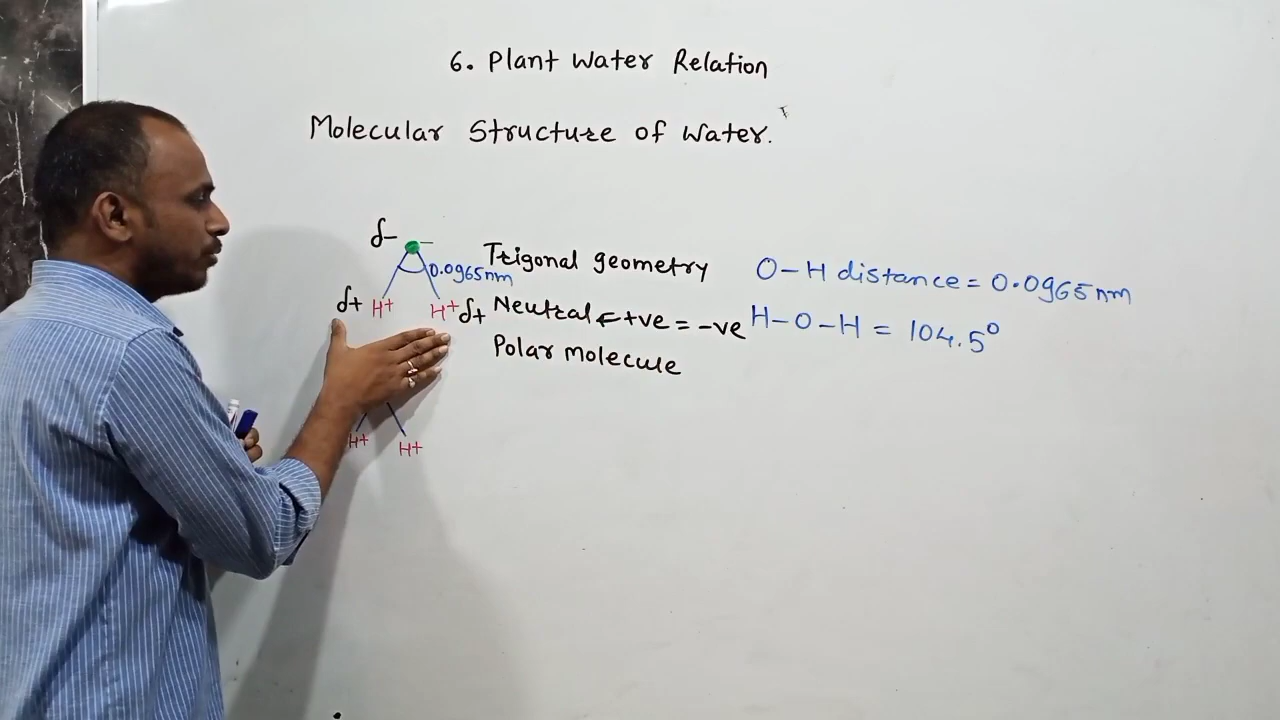 6. Plant Water Relation
Molecular Structure of Water.
δ-
-
0.0965nm
δ+ H+ H+ δ+
Trigonal geometry
Neutral ← +ve = -ve
Polar molecule
O-H distance = 0.0965nm
H-O-H = 104.5°
H+ H+